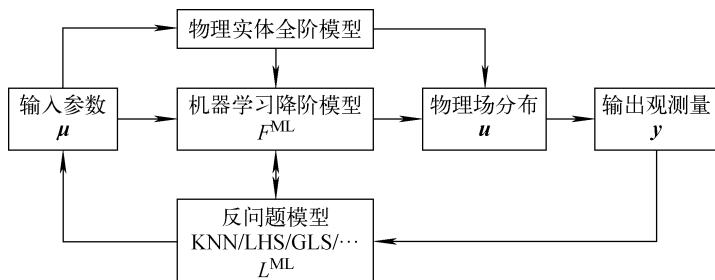 物理实体全阶模型
输入参数
μ
机器学习降阶模型
F^ML
物理场分布
u
输出观测量
y
反问题模型
KNN/LHS/GLS/…
L^ML